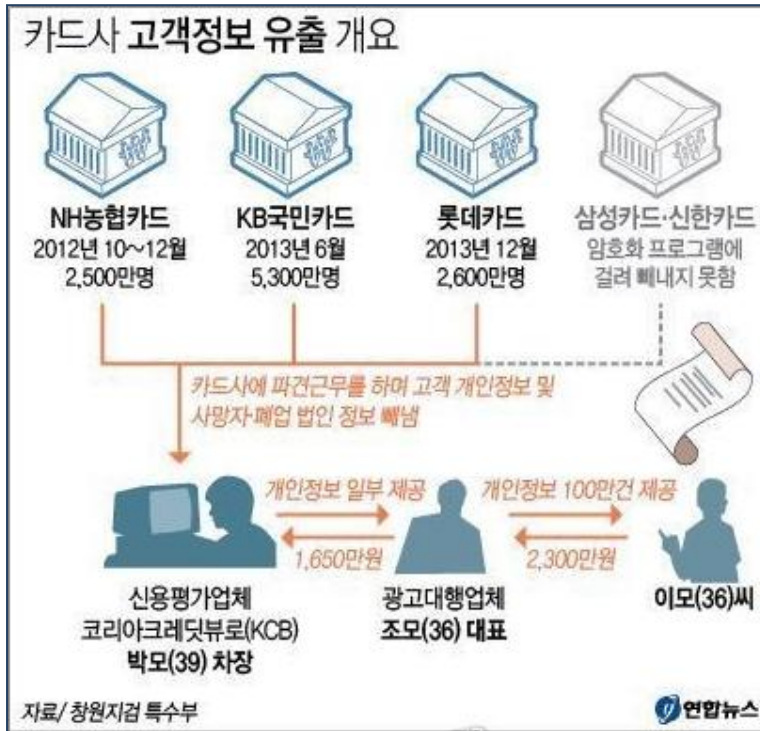 카드사 고객정보 유출 개요
NH농협카드
2012년 10~12월
2,500만명
KB국민카드
2013년 6월
5,300만명
롯데카드
2013년 12월
2,600만명
삼성카드·신한카드
암호화 프로그램에
걸려 빼내지 못함
카드사에 파견근무를 하며 고객 개인정보 및
사망자·폐업 법인 정보 빼냄
개인정보 일부 제공
1,650만원
개인정보 100만건 제공
2,300만원
신용평가업체
코리아크레딧뷰로(KCB)
박모(39) 차장
광고대행업체
조모(36) 대표
이모(36)씨
자료/ 창원지검 특수부
연합뉴스